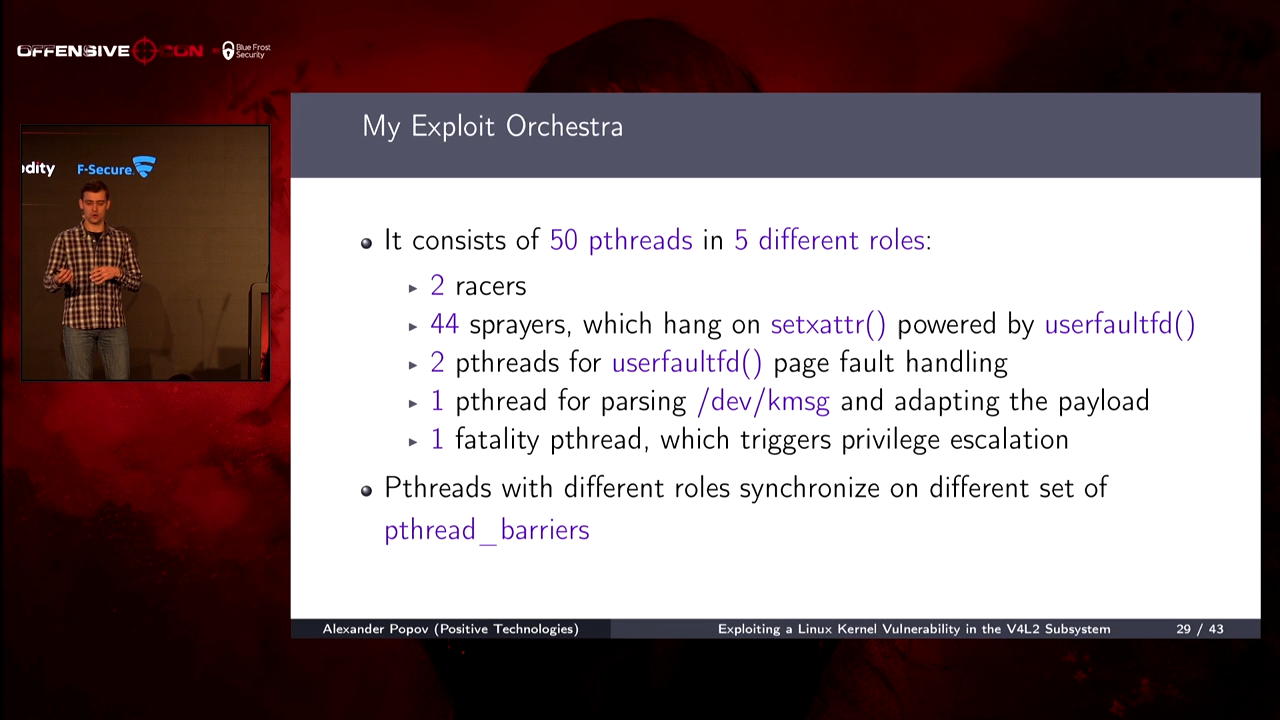 OFFENSIVE CON
Blue Frost
Security
odity
F-Secure.
My Exploit Orchestra
It consists of 50 pthreads in 5 different roles:
2 racers
44 sprayers, which hang on setxattr() powered by userfaultfd()
2 pthreads for userfaultfd() page fault handling
1 pthread for parsing /dev/kmsg and adapting the payload
1 fatality pthread, which triggers privilege escalation
Pthreads with different roles synchronize on different set of
pthread_barriers
Alexander Popov (Positive Technologies)
Exploiting a Linux Kernel Vulnerability in the V4L2 Subsystem
29 / 43